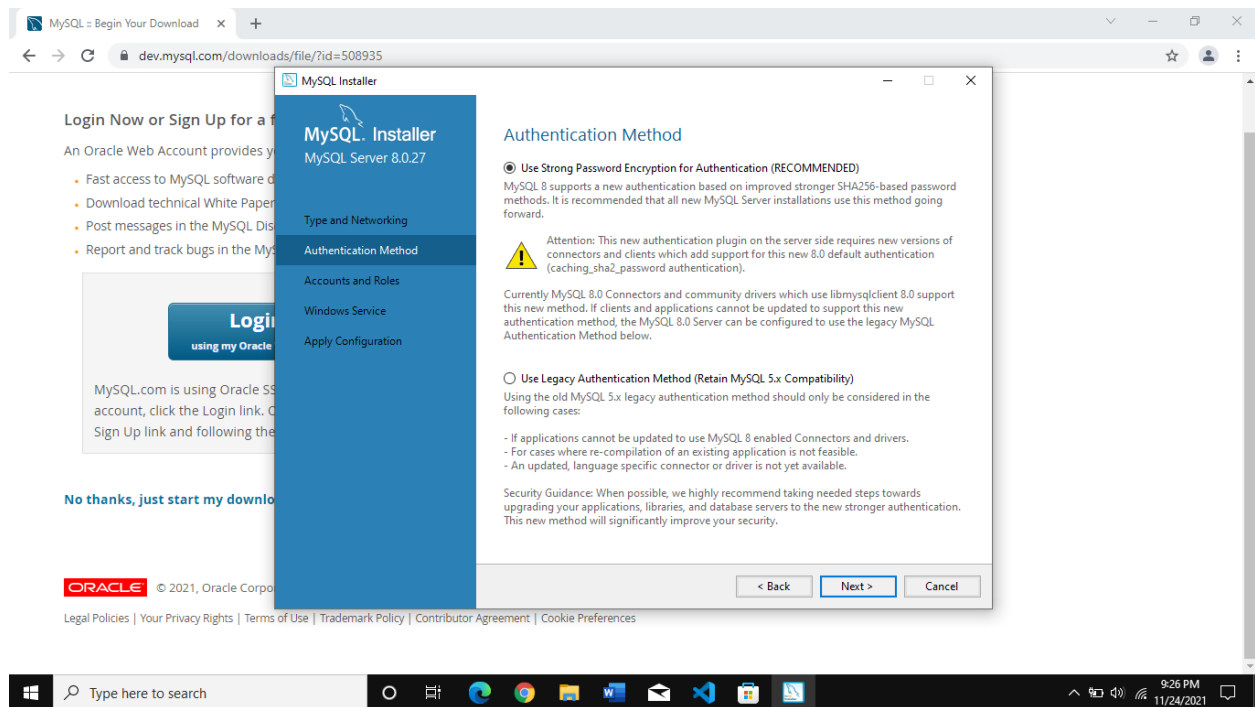 MySQL :: Begin Your Download
dev.mysql.com/downloads/file/?id=508935
Login Now or Sign Up for a f
An Oracle Web Account provides y
• Fast access to MySQL software d
• Download technical White Paper
• Post messages in the MySQL Dis
• Report and track bugs in the MyS
Logi
using my Oracle
MySQL.com is using Oracle SS
account, click the Login link. O
Sign Up link and following the
No thanks, just start my downlo
ORACLE © 2021, Oracle Corpo
Legal Policies | Your Privacy Rights | Terms of Use | Trademark Policy | Contributor Agreement | Cookie Preferences
MySQL Installer
MySQL. Installer
MySQL Server 8.0.27
Type and Networking
Authentication Method
Accounts and Roles
Windows Service
Apply Configuration
Authentication Method
Use Strong Password Encryption for Authentication (RECOMMENDED)
MySQL 8 supports a new authentication based on improved stronger SHA256-based password
methods. It is recommended that all new MySQL Server installations use this method going
forward.
Attention: This new authentication plugin on the server side requires new versions of
connectors and clients which add support for this new 8.0 default authentication
(caching_sha2_password authentication).
Currently MySQL 8.0 Connectors and community drivers which use libmysqlclient 8.0 support
this new method. If clients and applications cannot be updated to support this new
authentication method, the MySQL 8.0 Server can be configured to use the legacy MySQL
Authentication Method below.
Use Legacy Authentication Method (Retain MySQL 5.x Compatibility)
Using the old MySQL 5.x legacy authentication method should only be considered in the
following cases:
- If applications cannot be updated to use MySQL 8 enabled Connectors and drivers.
- For cases where re-compilation of an existing application is not feasible.
- An updated, language specific connector or driver is not yet available.
Security Guidance: When possible, we highly recommend taking needed steps towards
upgrading your applications, libraries, and database servers to the new stronger authentication.
This new method will significantly improve your security.
< Back Next > Cancel
Type here to search
9:26 PM
11/24/2021